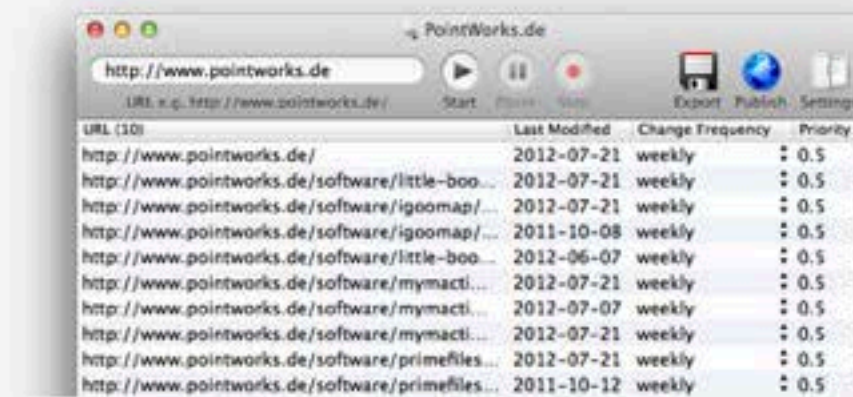 PointWorks.de
http://www.pointworks.de
URL e.g. http://www.pointworks.de/ Start Pause Stop Export Publish Settings
URL (10) Last Modified Change Frequency Priority
http://www.pointworks.de/ 2012-07-21 weekly 0.5
http://www.pointworks.de/software/little-boo... 2012-07-21 weekly 0.5
http://www.pointworks.de/software/igoomap/... 2012-07-21 weekly 0.5
http://www.pointworks.de/software/igoomap/... 2011-10-08 weekly 0.5
http://www.pointworks.de/software/little-boo... 2012-06-07 weekly 0.5
http://www.pointworks.de/software/mymacti... 2012-07-21 weekly 0.5
http://www.pointworks.de/software/mymacti... 2012-07-07 weekly 0.5
http://www.pointworks.de/software/mymacti... 2012-07-21 weekly 0.5
http://www.pointworks.de/software/primefiles... 2012-07-21 weekly 0.5
http://www.pointworks.de/software/primefiles... 2011-10-12 weekly 0.5